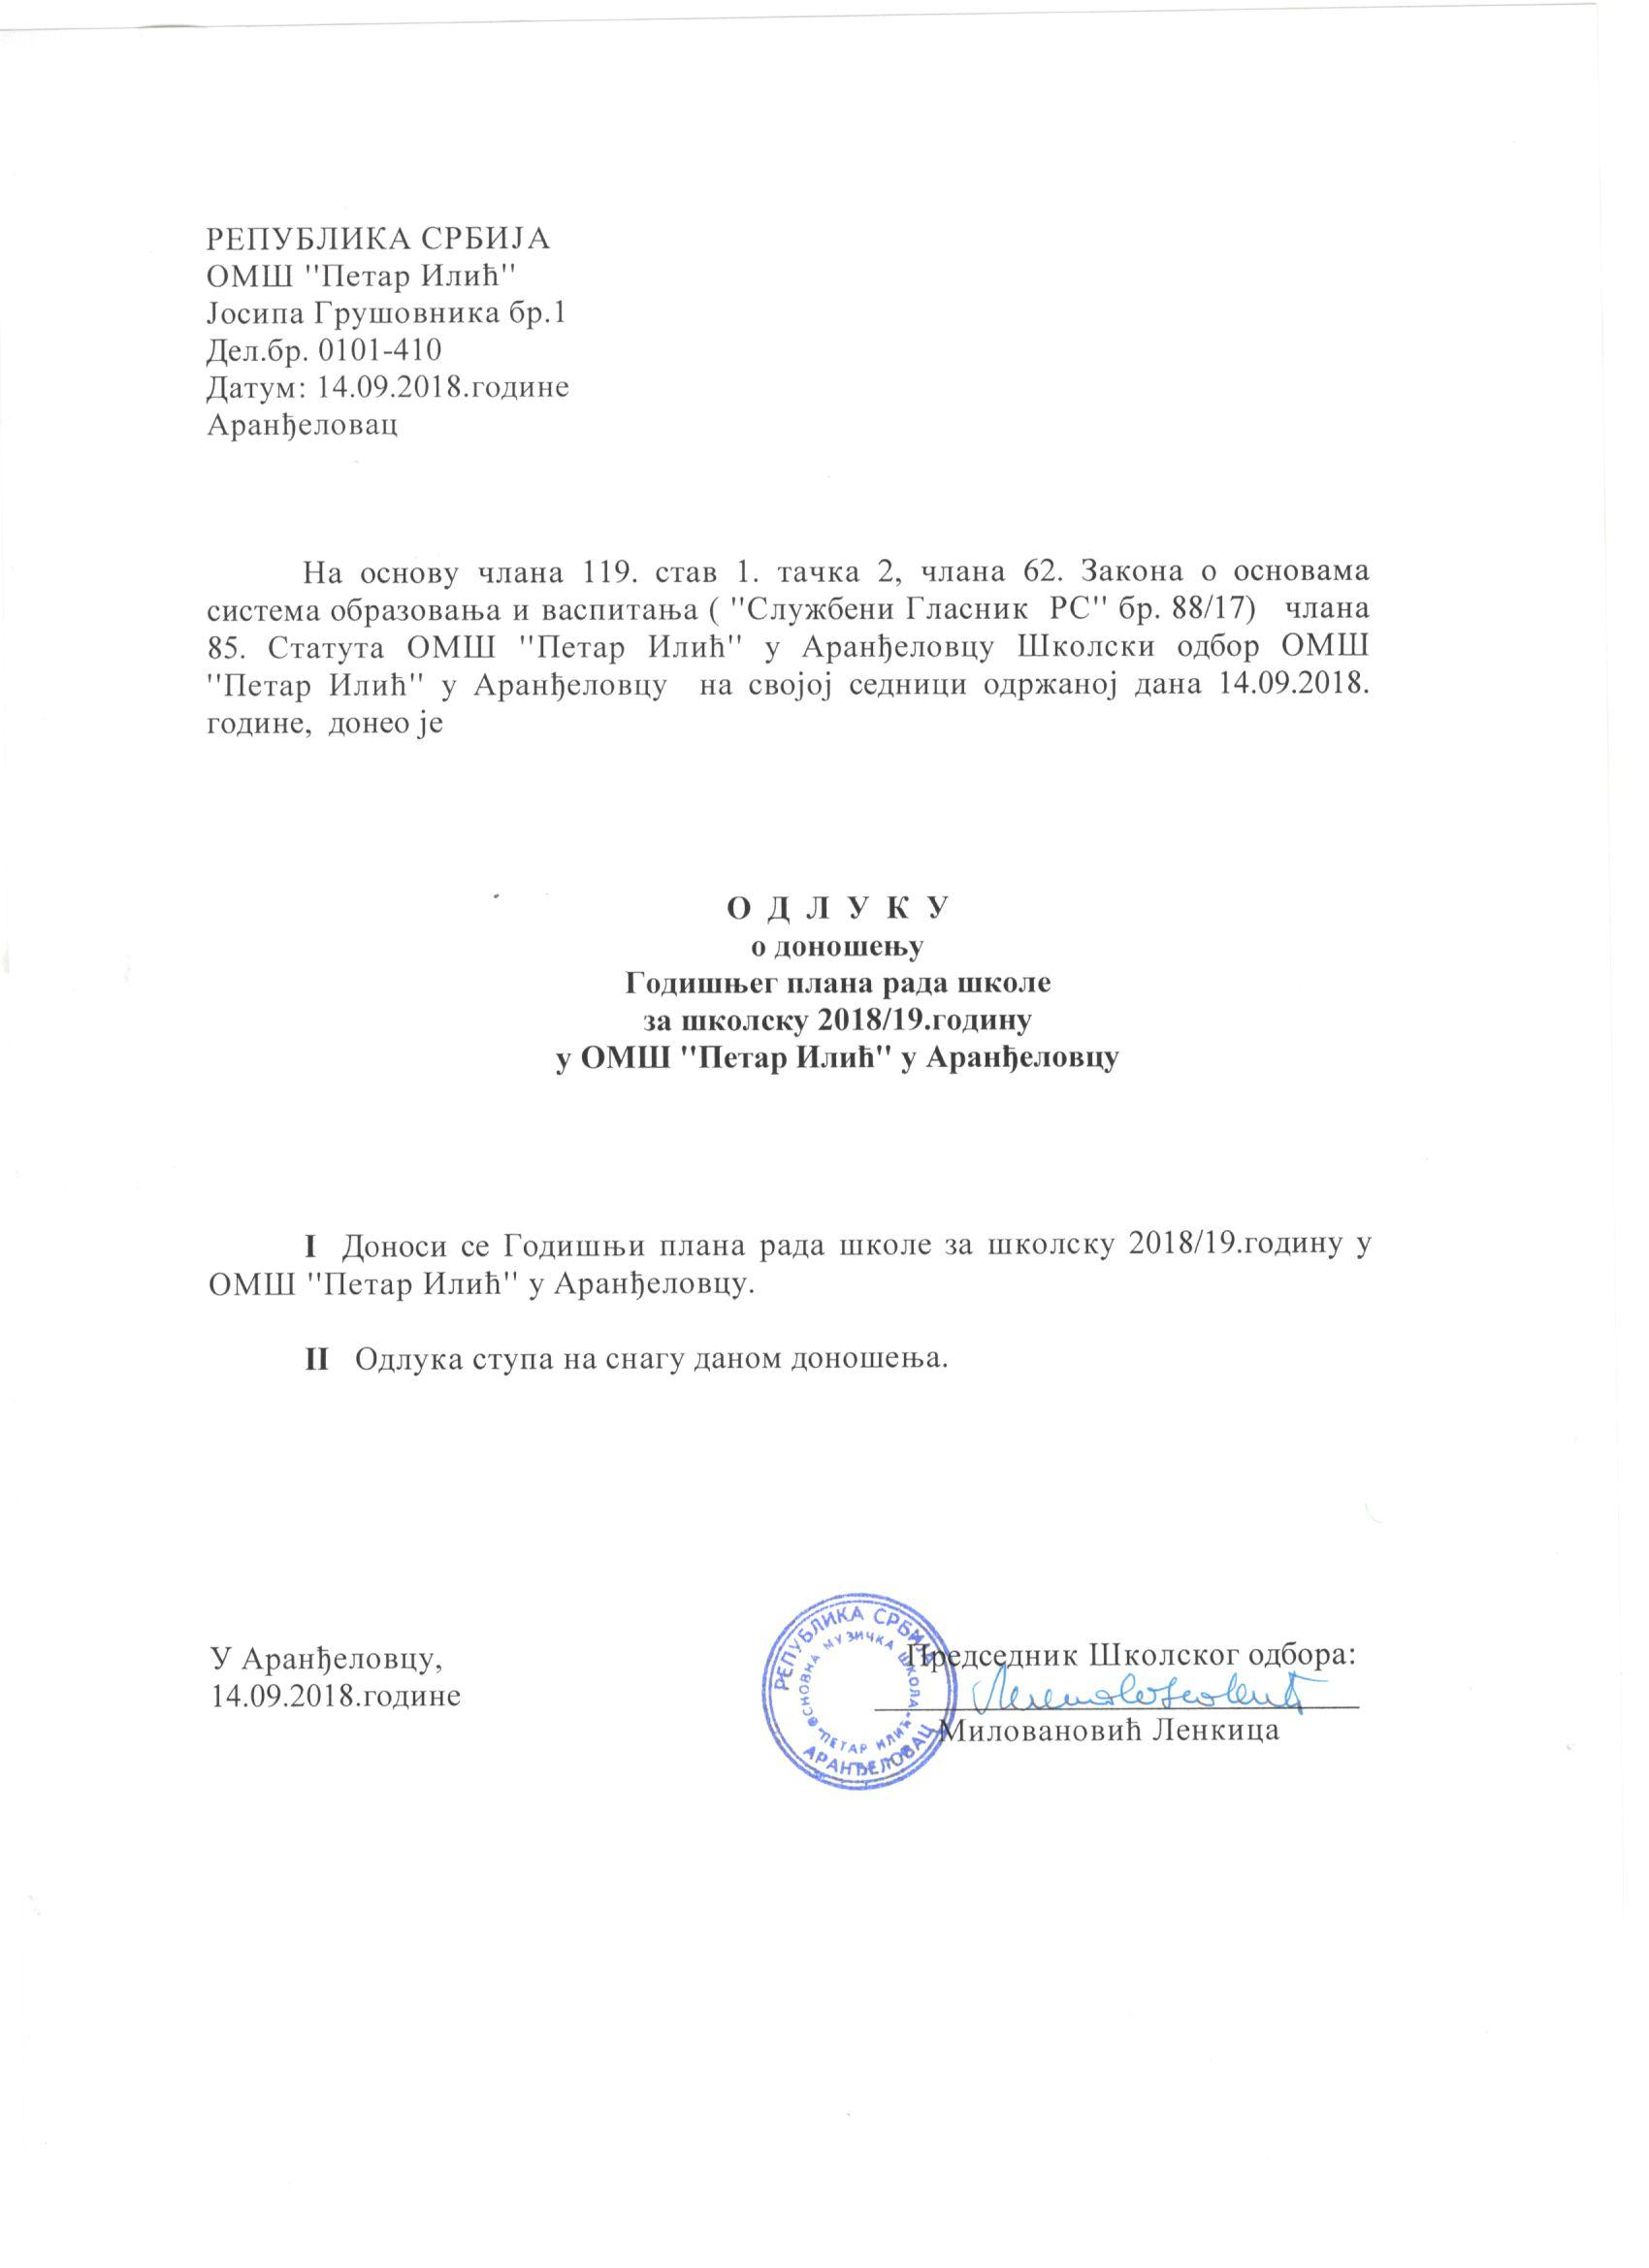 РЕПУБЛИКА СРБИЈА
ОМШ "Петар Илић"
Јосипа Грушовника бр.1
Дел.бр. 0101-410
Датум: 14.09.2018.године
Аранђеловац
На основу члана 119. став 1. тачка 2, члана 62. Закона о основама
система образовања и васпитања ( "Службени Гласник РС" бр. 88/17) члана
85. Статута ОМШ "Петар Илић" у Аранђеловцу Школски одбор ОМШ
"Петар Илић" у Аранђеловцу на својој седници одржаној дана 14.09.2018.
године, донео је
О Д Л У К У
о доношењу
Годишњег плана рада школе
за школску 2018/19.годину
у ОМШ "Петар Илић" у Аранђеловцу
I Доноси се Годишњи плана рада школе за школску 2018/19.годину у
ОМШ "Петар Илић" у Аранђеловцу.
II Одлука ступа на снагу даном доношења.
У Аранђеловцу,
14.09.2018.године
Председник Школског одбора:
Миловановић Ленкица
РЕПУБЛИКА СРБИЈА
ОСНОВНА МУЗИЧКА ШКОЛА
"ПЕТАР ИЛИЋ"
АРАНЂЕЛОВАЦ